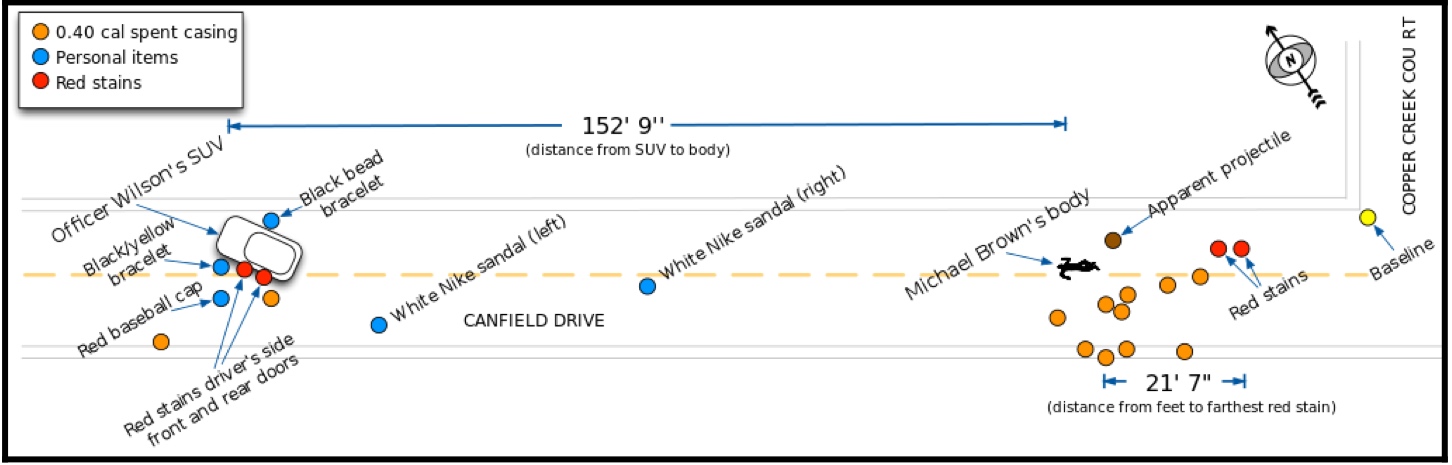 0.40 cal spent casing
Personal items
Red stains
COPPER CREEK COU RT
N
152' 9''
(distance from SUV to body)
Officer Wilson's SUV
Black bead
bracelet
Black/yellow
bracelet
Red baseball cap
Red stains driver's side
front and rear doors
White Nike sandal (left)
White Nike sandal (right)
CANFIELD DRIVE
Michael Brown's body
Apparent projectile
Red stains
Baseline
21' 7"
(distance from feet to farthest red stain)